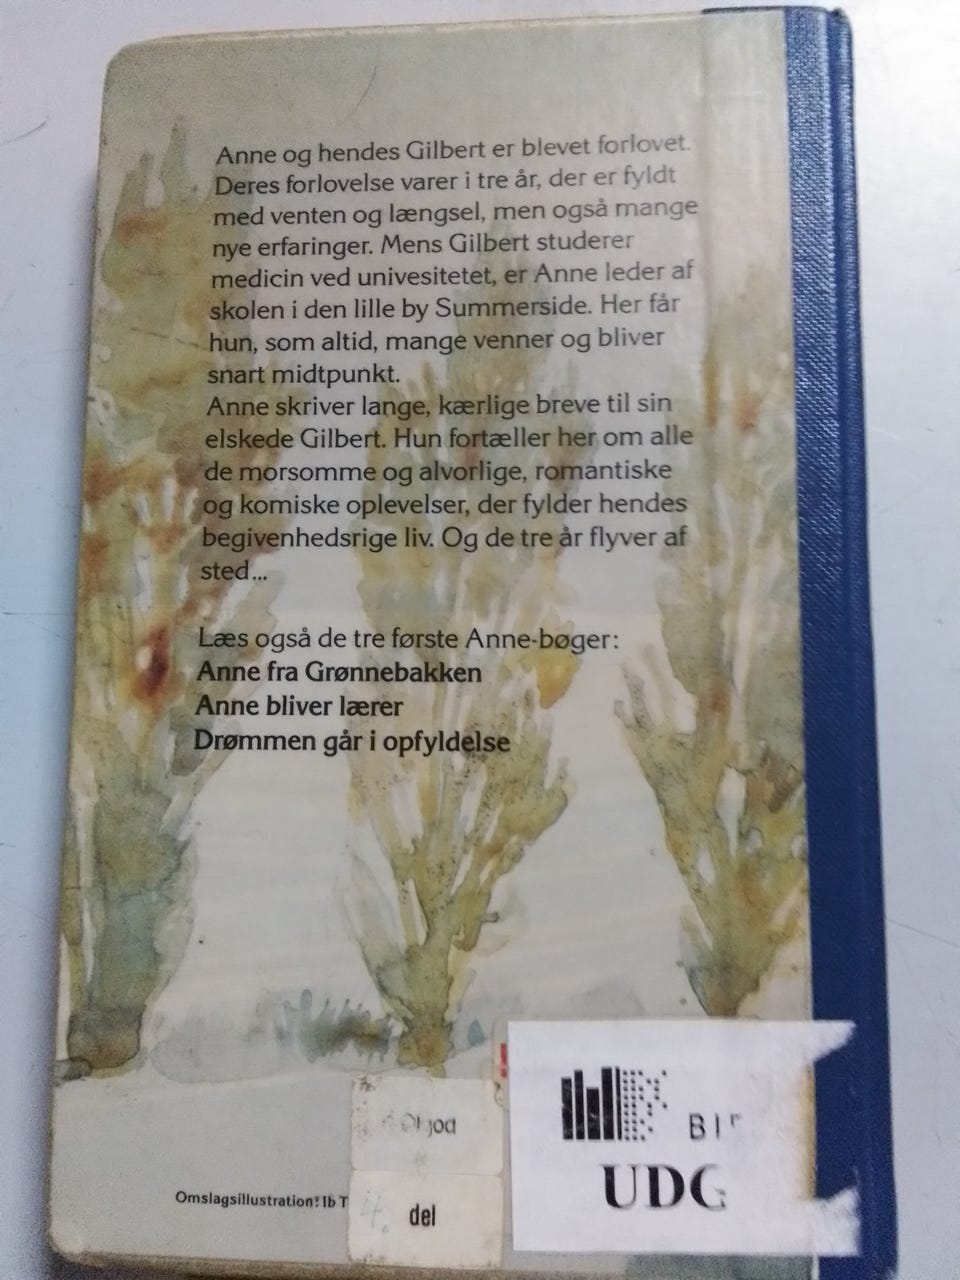 Anne og hendes Gilbert er blevet forlovet.
Deres forlovelse varer i tre år, der er fyldt
med venten og længsel, men også mange
nye erfaringer. Mens Gilbert studerer
medicin ved univesitetet, er Anne leder af
skolen i den lille by Summerside. Her får
hun, som altid, mange venner og bliver
snart midtpunkt.
Anne skriver lange, kærlige breve til sin
elskede Gilbert. Hun fortæller her om alle
de morsomme og alvorlige, romantiske
og komiske oplevelser, der fylder hendes
begivenhedsrige liv. Og de tre år flyver af
sted...
Læs også de tre første Anne-bøger:
Anne fra Grønnebakken
Anne bliver lærer
Drømmen går i opfyldelse
Omslagsillustration: Ib T
4. del
UDG